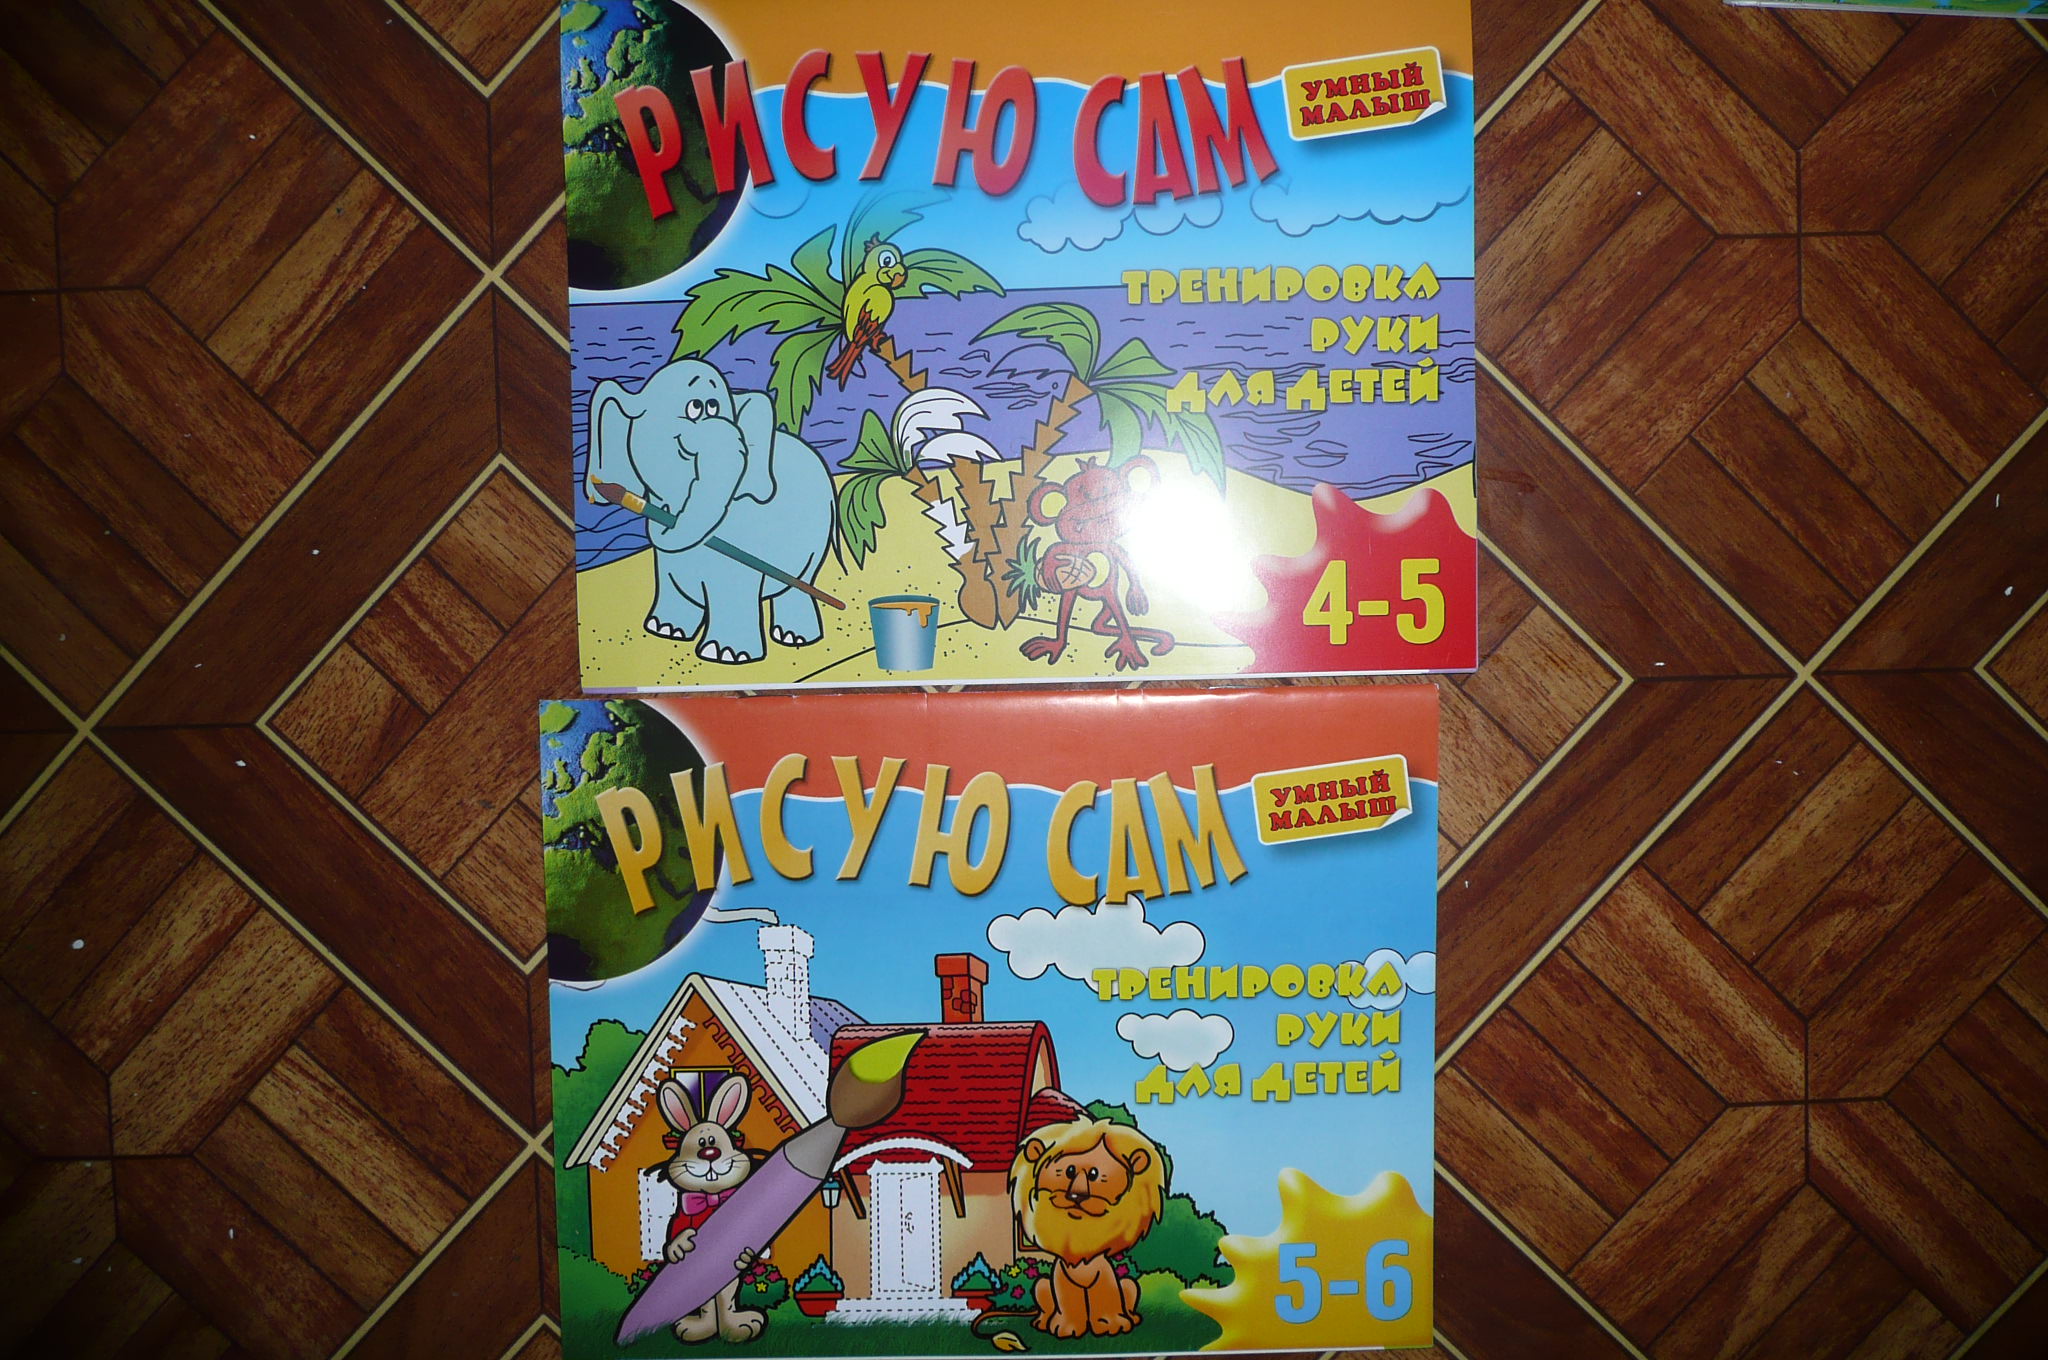 РИСУЮ САМ
УМНЫЙ
МАЛЫШ
ТРЕНИРОВКА
РУКИ
ДЛЯ ДЕТЕЙ
4-5
РИСУЮ САМ
УМНЫЙ
МАЛЫШ
ТРЕНИРОВКА
РУКИ
ДЛЯ ДЕТЕЙ
5-6